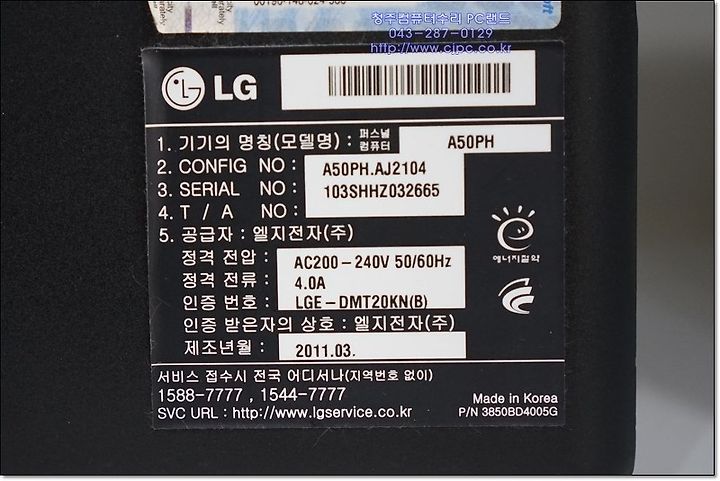 00196-148-024-500
청주컴퓨터수리 PC랜드
043-287-0129
http://www.cjpc.co.kr
LG
1. 기기의 명칭(모델명) : 퍼스널 컴퓨터 A50PH
2. CONFIG NO : A50PH.AJ2104
3. SERIAL NO : 103SHHZ032665
4. T / A NO :
5. 공급자 : 엘지전자(주)
정격 전압 : AC200-240V 50/60Hz
정격 전류 : 4.0A
인증 번호 : LGE-DMT20KN(B)
인증 받은자의 상호 : 엘지전자(주)
제조년월 : 2011.03.
에너지절약
서비스 접수시 전국 어디서나(지역번호 없이)
1588-7777 , 1544-7777
SVC URL : http://www.lgservice.co.kr
Made in Korea
P/N 3850BD4005G